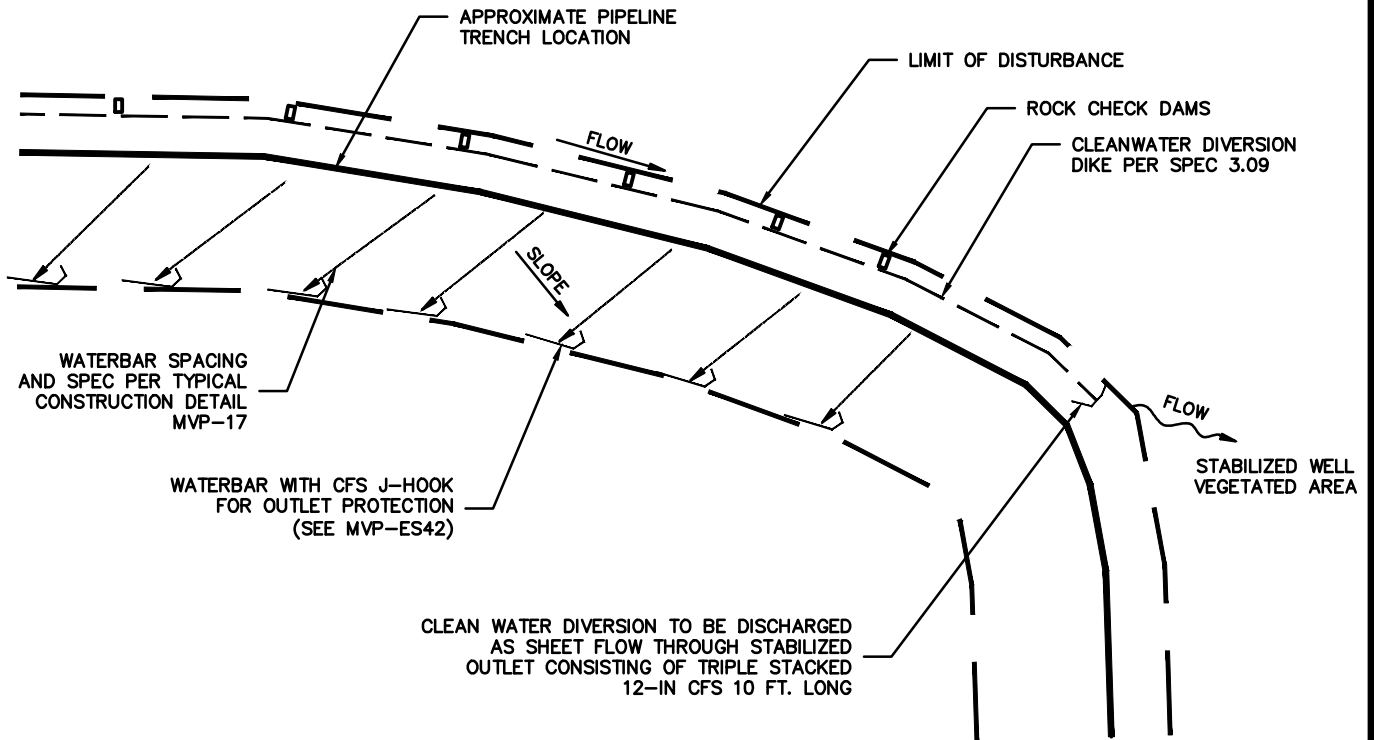 APPROXIMATE PIPELINE
TRENCH LOCATION
LIMIT OF DISTURBANCE
ROCK CHECK DAMS
CLEANWATER DIVERSION
DIKE PER SPEC 3.09
FLOW
SLOPE
WATERBAR SPACING
AND SPEC PER TYPICAL
CONSTRUCTION DETAIL
MVP-17
FLOW
STABILIZED WELL
VEGETATED AREA
WATERBAR WITH CFS J-HOOK
FOR OUTLET PROTECTION
(SEE MVP-ES42)
CLEAN WATER DIVERSION TO BE DISCHARGED
AS SHEET FLOW THROUGH STABILIZED
OUTLET CONSISTING OF TRIPLE STACKED
12-IN CFS 10 FT. LONG